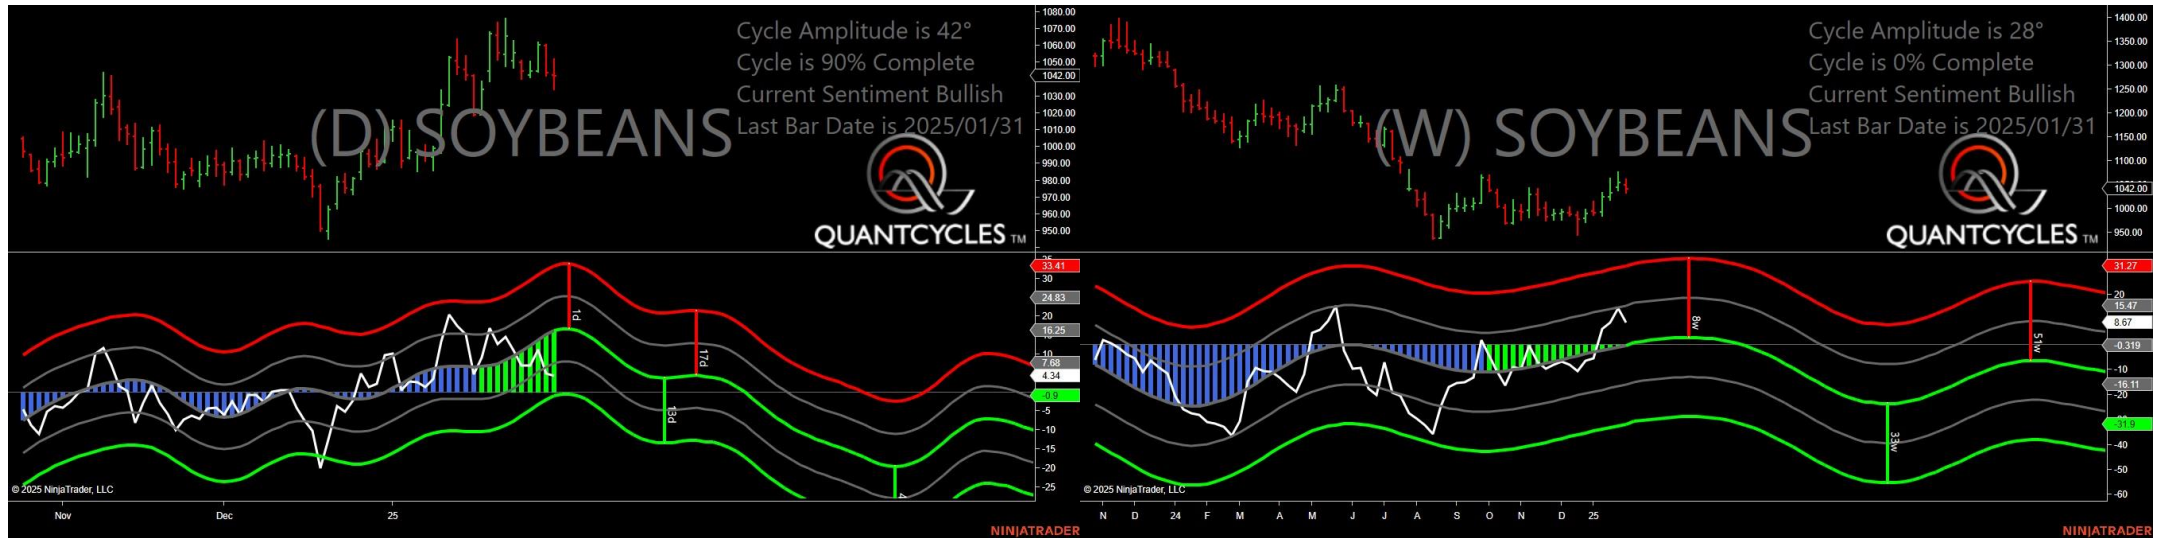 Cycle Amplitude is 42°
Cycle is 90% Complete
Current Sentiment Bullish
Last Bar Date is 2025/01/31
(D) SOYBEANS
QUANTCYCLES TM
1080.00
1070.00
1060.00
1050.00
1042.00
1030.00
1020.00
1010.00
1000.00
990.00
980.00
970.00
960.00
950.00
33.41
30
24.83
20
16.25
10
7.68
4.34
-0.9
-5
-10
-15
-20
-25
1d
17d
13d
© 2025 NinjaTrader, LLC
Nov
Dec
25
NINJATRADER
Cycle Amplitude is 28°
Cycle is 0% Complete
Current Sentiment Bullish
Last Bar Date is 2025/01/31
(W) SOYBEANS
QUANTCYCLES TM
1400.00
1350.00
1300.00
1250.00
1200.00
1150.00
1100.00
1042.00
1000.00
950.00
31.27
20
15.47
8.67
-0.319
-10
-16.11
-20
-31.9
-40
-50
-60
8w
51w
33w
© 2025 NinjaTrader, LLC
N D 24 F M A M J J A S O N D 25
NINJATRADER